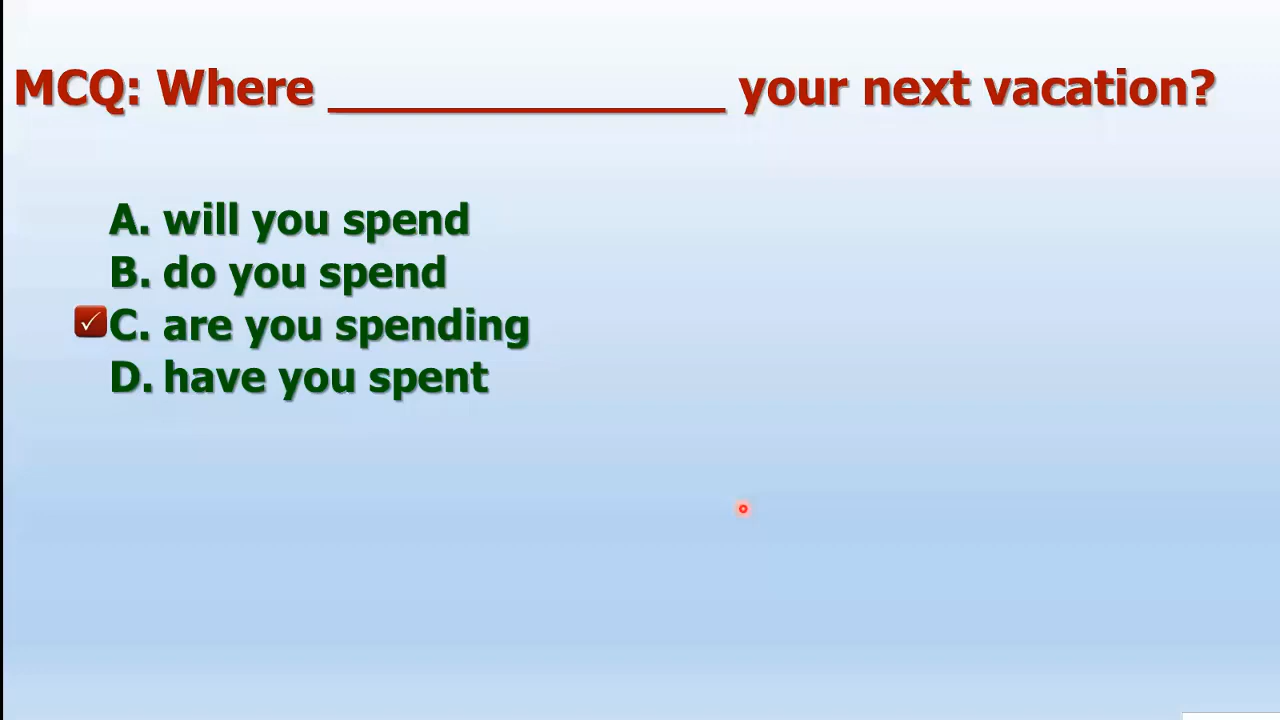 MCQ: Where ________________ your next vacation?
A. will you spend
B. do you spend
C. are you spending
D. have you spent